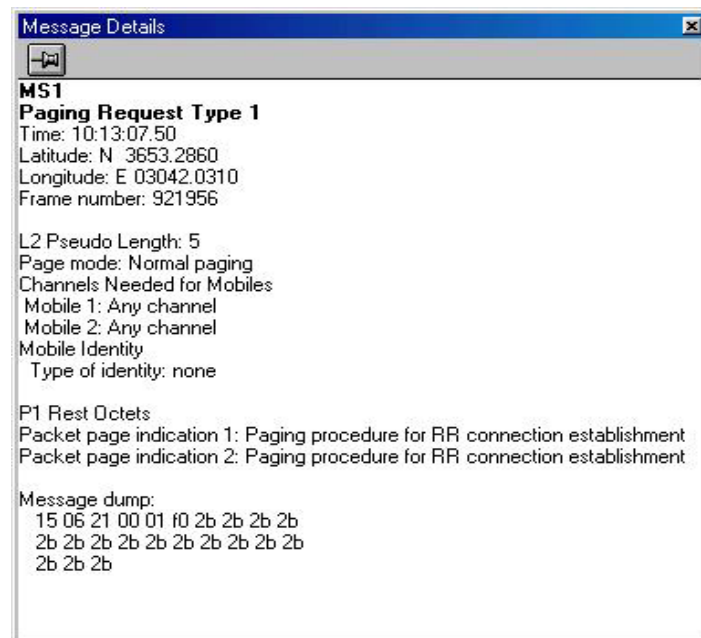 Message Details
MS1
Paging Request Type 1
Time: 10:13:07.50
Latitude: N  3653.2860
Longitude: E 03042.0310
Frame number: 921956
L2 Pseudo Length: 5
Page mode: Normal paging
Channels Needed for Mobiles
Mobile 1: Any channel
Mobile 2: Any channel
Mobile Identity
Type of identity: none
P1 Rest Octets
Packet page indication 1: Paging procedure for RR connection establishment
Packet page indication 2: Paging procedure for RR connection establishment
Message dump:
15 06 21 00 01 f0 2b 2b 2b 2b
2b 2b 2b 2b 2b 2b 2b 2b 2b 2b
2b 2b 2b